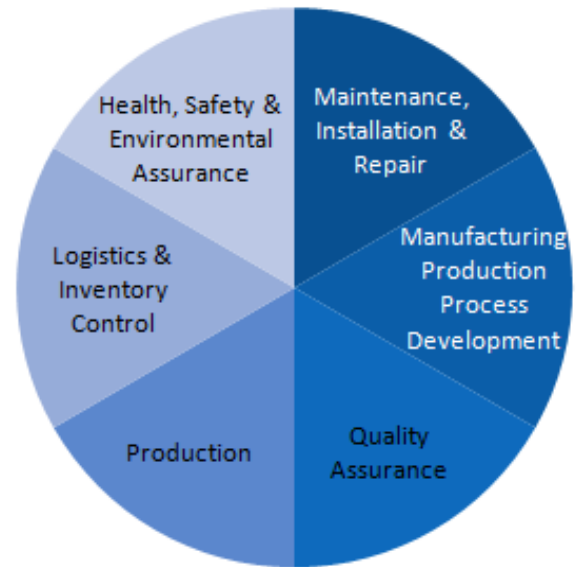 Health, Safety &
Environmental
Assurance
Maintenance,
Installation &
Repair
Manufacturing
Production
Process
Development
Quality
Assurance
Production
Logistics &
Inventory
Control